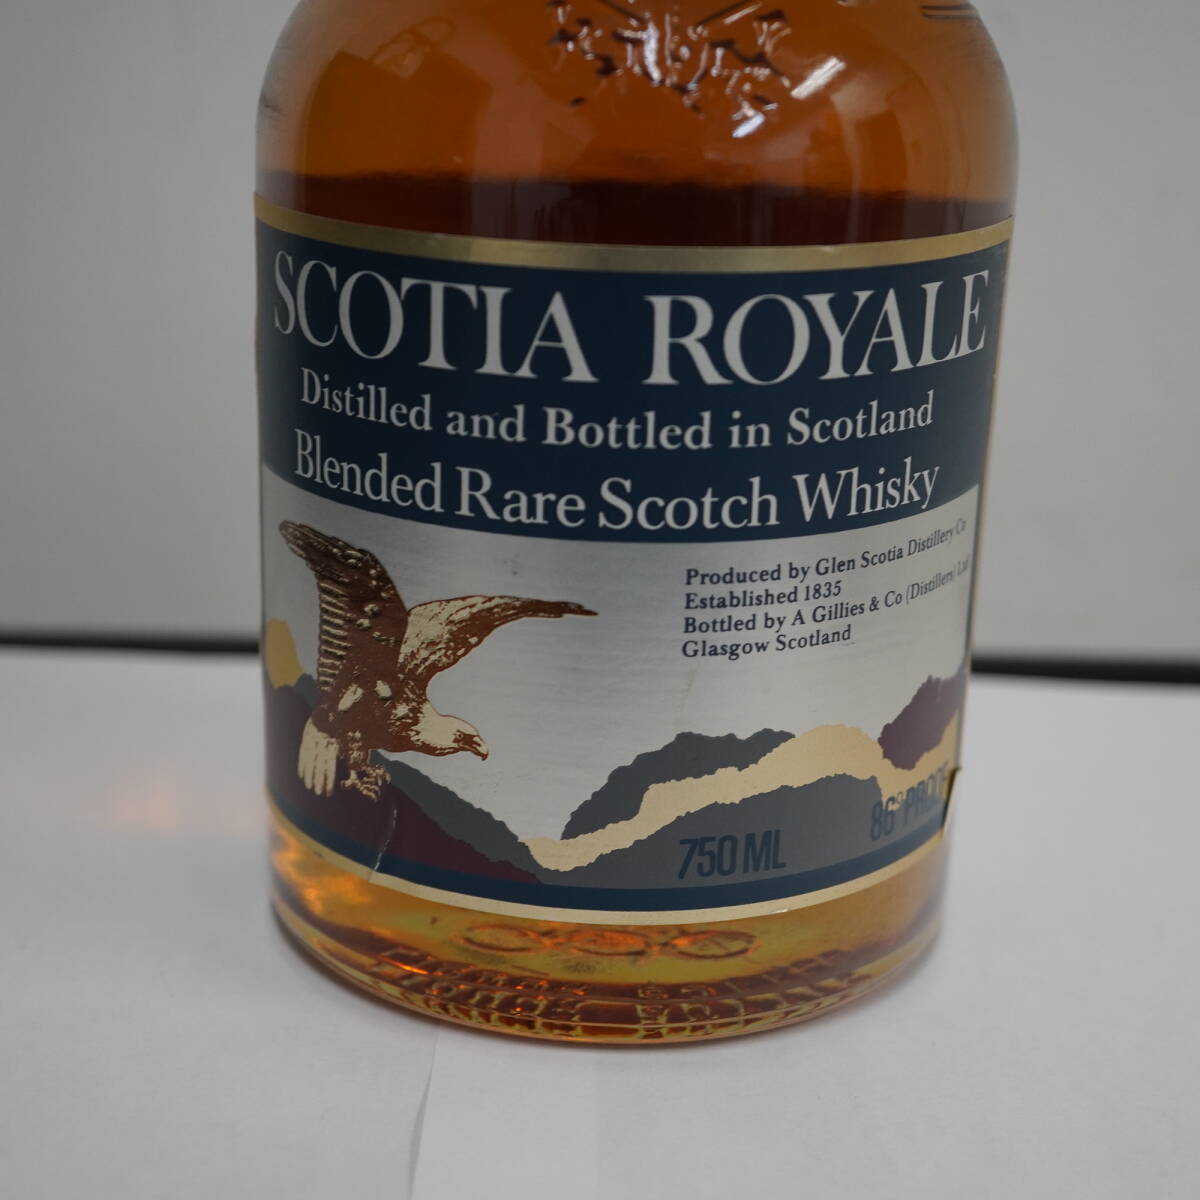 SCOTIA ROYALE
Distilled and Bottled in Scotland
Blended Rare Scotch Whisky
Produced by Glen Scotia Distillery Co
Established 1835
Bottled by A Gillies & Co (Distillers) Ltd
Glasgow Scotland
750 ML
86° PROOF